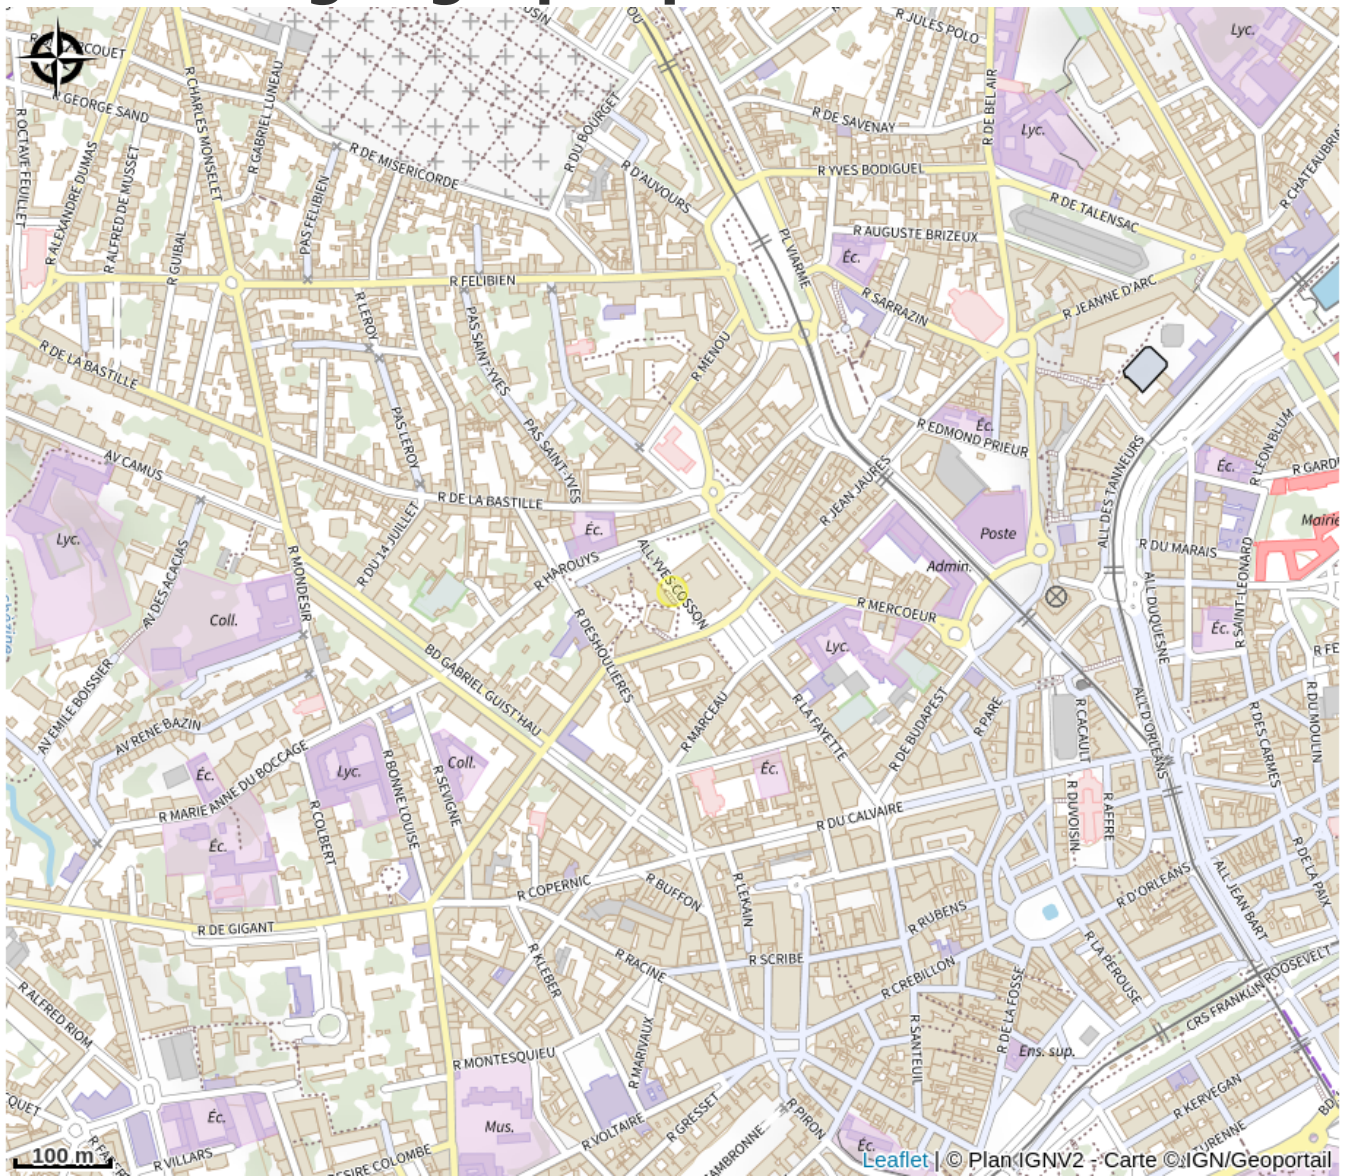 R JULES POLO
Lyc.
R GEORGE SAND
R CHARLES MONSELET
R GABRIEL LUNEAU
R DE MISERICORDE
R DU BOURGET
R D'AUVOURS
R DE SAVENAY
R DE BEL AIR
Lyc.
R OCTAVE FEUILLET
R ALEXANDRE DUMAS
R ALFRED DE MUSSET
R GUIBAL
PAS FELIBIEN
R YVES BODIGUEL
R DE TALENSAC
PL VIARME
R AUGUSTE BRIZEUX
Éc.
R FELIBIEN
R SARRAZIN
R JEANNE D'ARC
R LEROY
PAS SAINT-YVES
R MENOU
R DE LA BASTILLE
PAS LEROY
PAS SAINT-YVES
R EDMOND PRIEUR
Éc.
R LEON BLUM
Éc.
AV CAMUS
R DE LA BASTILLE
R JEAN JAURES
ALL DES TANNEURS
Lyc.
Éc.
Poste
Mairie
R DU MARAIS
R DU 14 JUILLET
R HAROUYS
ALL YVES COSSON
Admin.
AV DES ACACIAS
R MONDESIR
R MERCOEUR
ALL DUQUESNE
R SAINT-LEONARD
Coll.
R DESHOULIERES
Lyc.
Éc.
BD GABRIEL GUIST'HAU
AV EMILE BOISSIER
AV RENE BAZIN
R MARCEAU
R LA FAYETTE
R DE BUDAPEST
R PARE
R CACAULT
ALL D'ORLEANS
R DES CARMES
R DU MOULIN
Éc.
R MARIE ANNE DU BOCCAGE
Lyc.
R BONNE LOUISE
Coll.
R SEVIGNE
Éc.
R COLBERT
Éc.
R DU CALVAIRE
R DUVOISIN
R AFFRE
R DE LA PAIX
R COPERNIC
R BUFFON
R LEKAIN
R D'ORLEANS
ALL JEAN BART
R DE GIGANT
R RUBENS
R KLEBER
R RACINE
R SCRIBE
R CREBILLON
R LA PEROUSE
R DE LA FOSSE
CRS FRANKLIN ROOSEVELT
R ALFRED RIOM
R MONTESQUIEU
R MARIVAUX
R SANTEUIL
Ens. sup.
R KERVEGAN
Éc.
Mus.
R VOLTAIRE
R GRESSET
R PIRON
Éc.
R VILLARS
100 m
Leaflet | © Plan IGNV2 - Carte © IGN/Geoportail